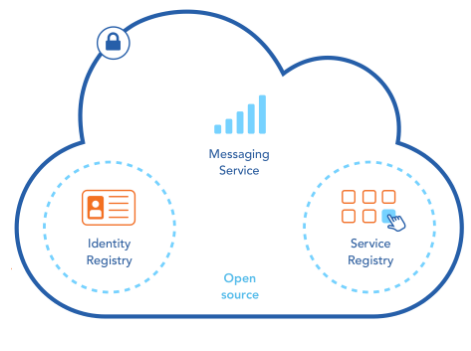 Messaging
Service
Identity
Registry
Service
Registry
Open
source